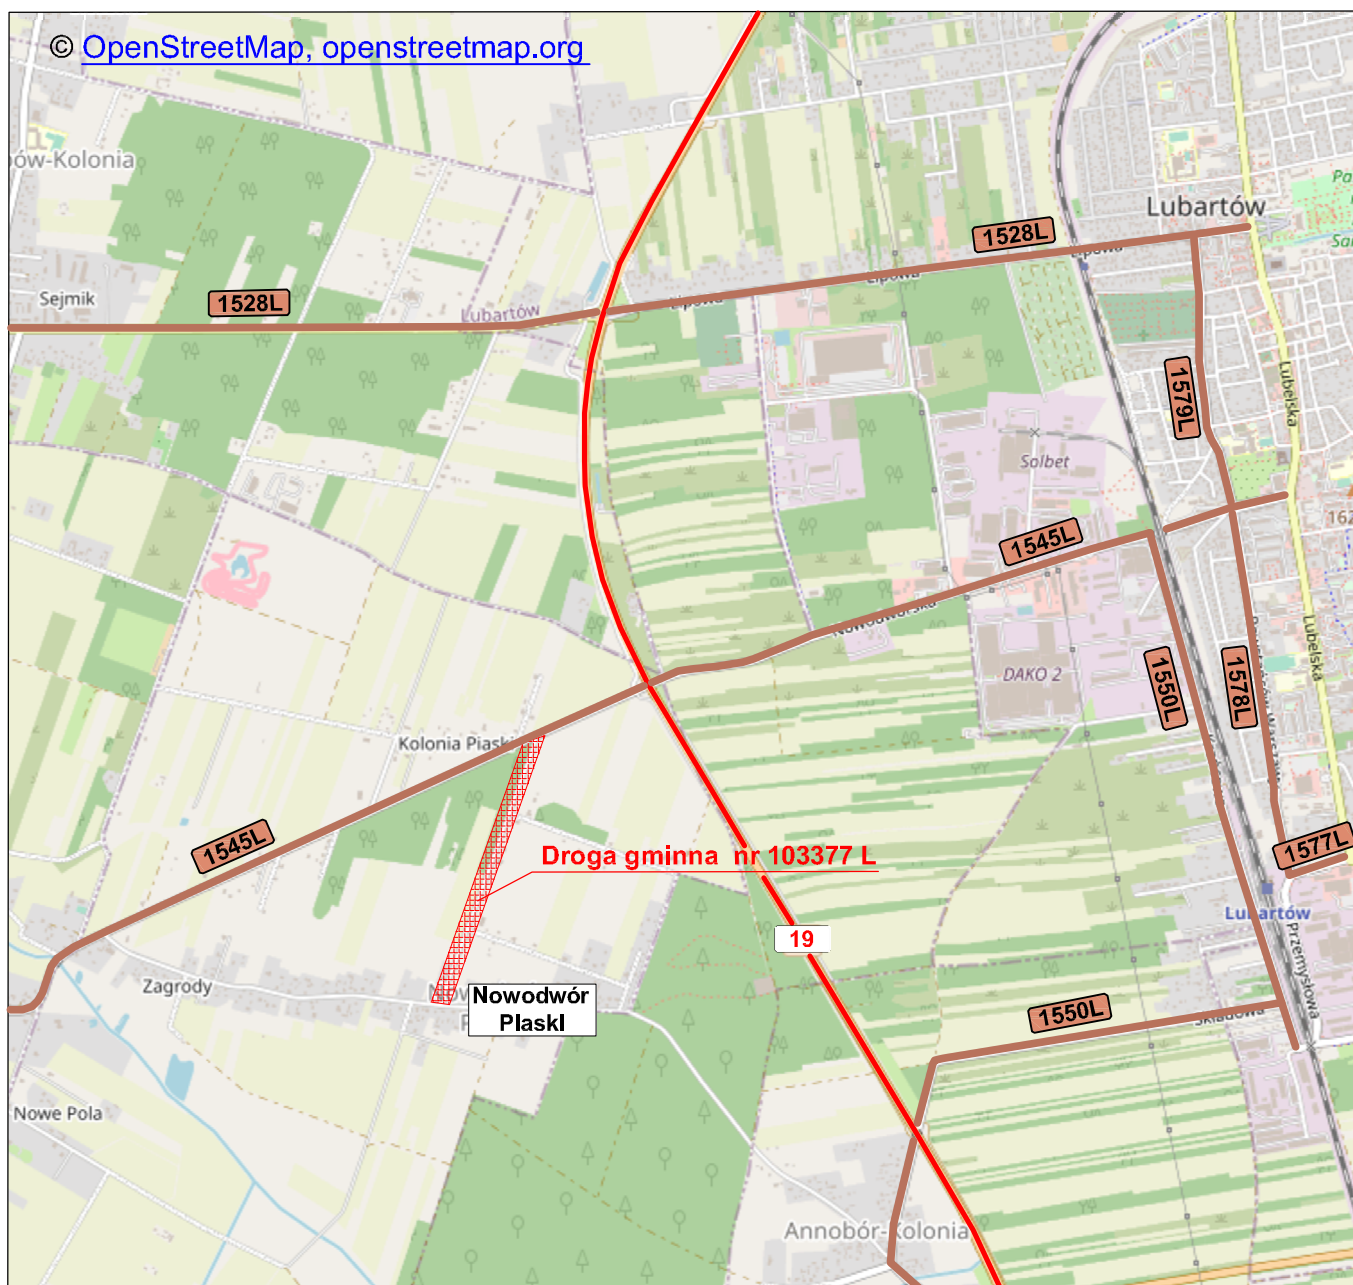 © OpenStreetMap, openstreetmap.org
ów-Kolonia
Lubartów
Sejmik
1528L
Lubartów
1528L
Lipowa
Lipowa
Lipowa
1579L
Lubelska
Solbet
1545L
Nowodworska
DAKO 2
1550L
1578L
Lubelska
Kolonia Piaski
1545L
Droga gminna nr 103377 L
1577L
Lubartów
19
Przemysłowa
Zagrody
Nowodwór
PIaskI
1550L
Składowa
Nowe Pola
Annobór-Kolonia